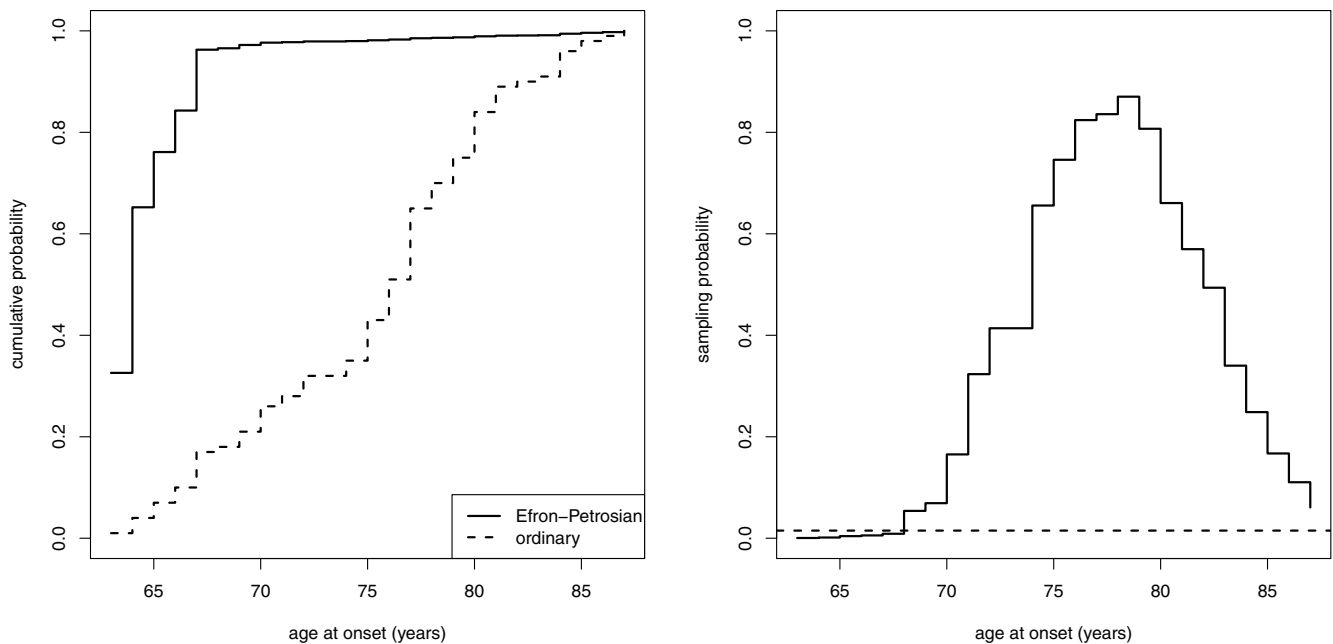 cumulative probability
1.0
0.8
0.6
0.4
0.2
0.0
Efron−Petrosian
ordinary
65 70 75 80 85
age at onset (years)
sampling probability
1.0
0.8
0.6
0.4
0.2
0.0
65 70 75 80 85
age at onset (years)